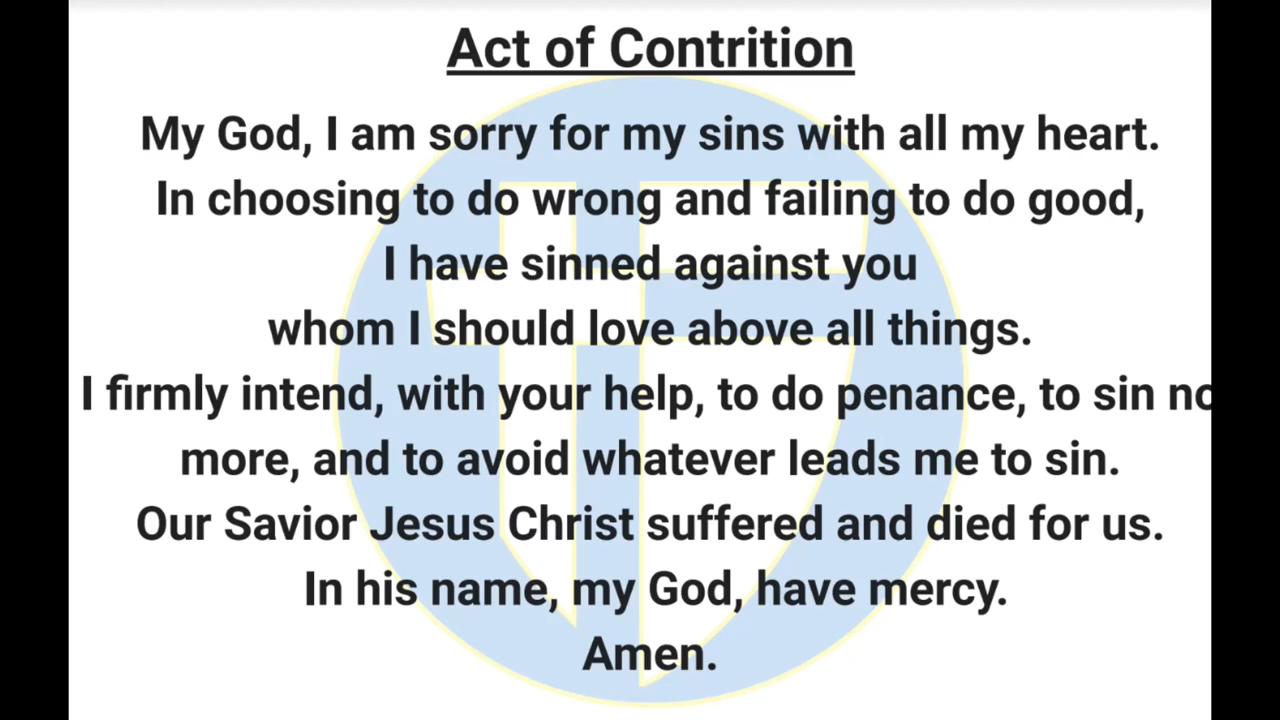 Act of Contrition
My God, I am sorry for my sins with all my heart.
In choosing to do wrong and failing to do good,
I have sinned against you
whom I should love above all things.
I firmly intend, with your help, to do penance, to sin no
more, and to avoid whatever leads me to sin.
Our Savior Jesus Christ suffered and died for us.
In his name, my God, have mercy.
Amen.